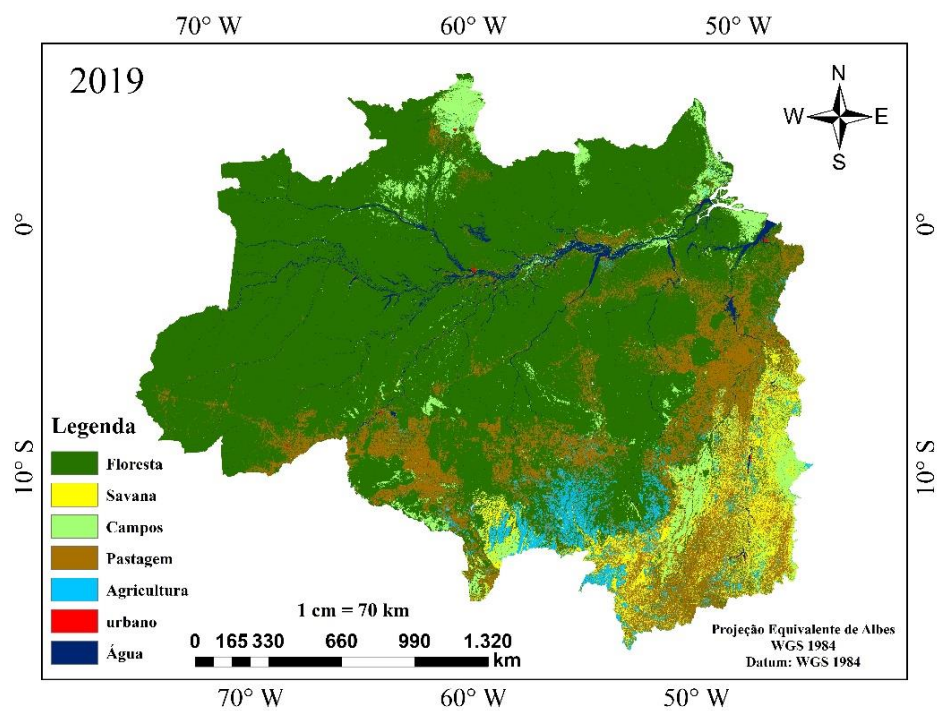 70° W 60° W 50° W
2019
N
W E
S
0° 0°
10° S 10° S
Legenda
Floresta
Savana
Campos
Pastagem
Agricultura
urbano
Água
1 cm = 70 km
0 165 330 660 990 1.320
km
Projeção Equivalente de Albes
WGS 1984
Datum: WGS 1984
70° W 60° W 50° W